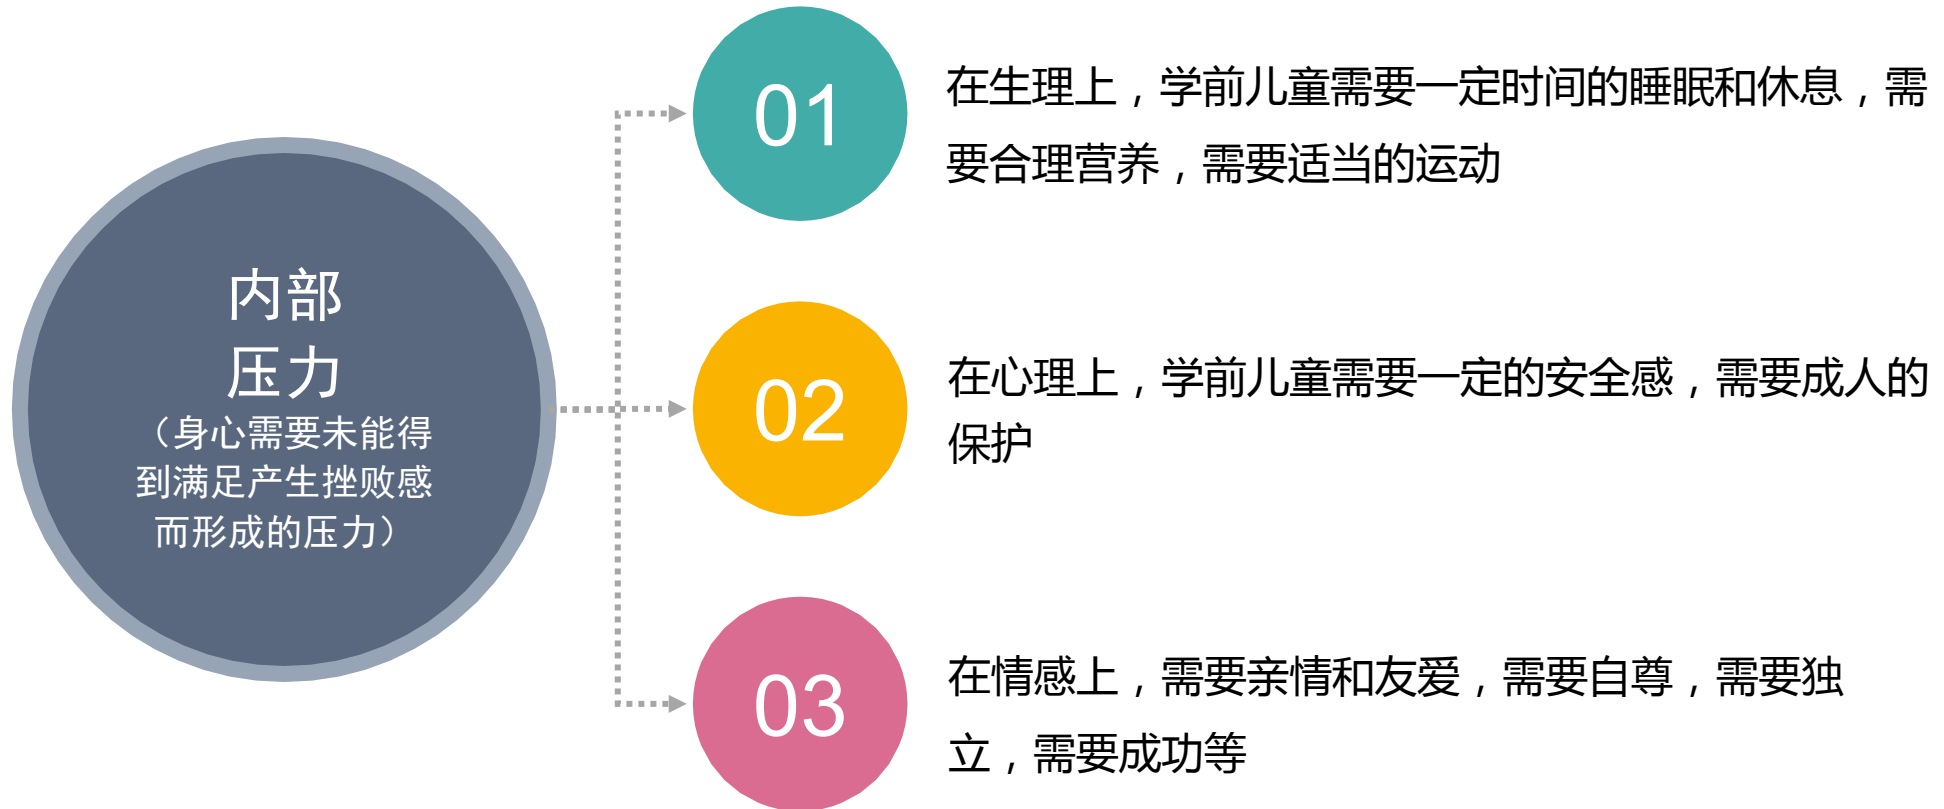 内部
压力
（身心需要未能得
到满足产生挫败感
而形成的压力）
01
在生理上，学前儿童需要一定时间的睡眠和休息，需
要合理营养，需要适当的运动
02
在心理上，学前儿童需要一定的安全感，需要成人的
保护
03
在情感上，需要亲情和友爱，需要自尊，需要独
立，需要成功等